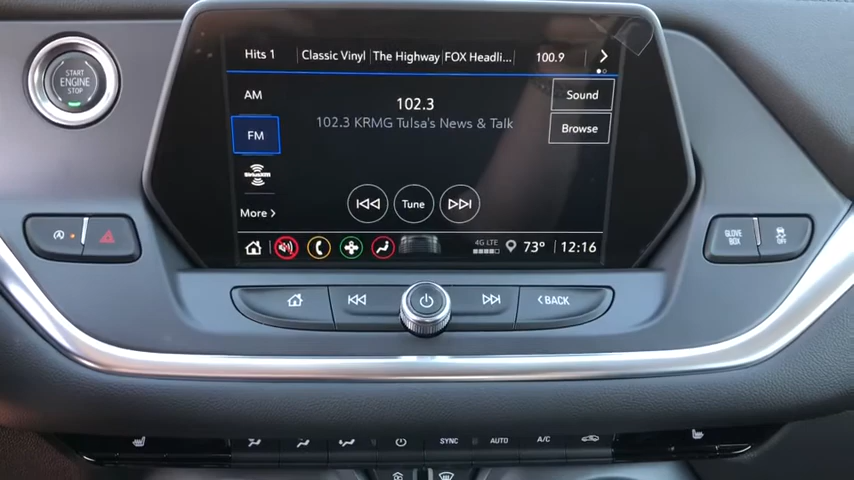 START
ENGINE
STOP
Hits 1
Classic Vinyl
The Highway
FOX Headli...
100.9
AM
102.3
Sound
102.3 KRMG Tulsa's News & Talk
FM
Browse
SiriusXM
Tune
More
4G LTE
73°
12:16
GLOVE
BOX
OFF
BACK
SYNC
AUTO
A/C